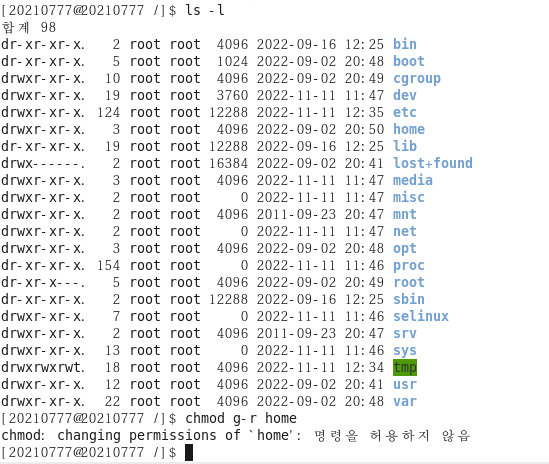 [20210777@20210777 /]$ ls -l
합계 98
dr-xr-xr-x. 2 root root 4096 2022-09-16 12:25 bin
dr-xr-xr-x. 5 root root 1024 2022-09-02 20:48 boot
drwxr-xr-x. 10 root root 4096 2022-09-02 20:49 cgroup
drwxr-xr-x. 19 root root 3760 2022-11-11 11:47 dev
drwxr-xr-x. 124 root root 12288 2022-11-11 12:35 etc
drwxr-xr-x. 3 root root 4096 2022-09-02 20:50 home
dr-xr-xr-x. 19 root root 12288 2022-09-16 12:25 lib
drwx------. 2 root root 16384 2022-09-02 20:41 lost+found
drwxr-xr-x. 3 root root 4096 2022-11-11 11:47 media
drwxr-xr-x. 2 root root 0 2022-11-11 11:47 misc
drwxr-xr-x. 2 root root 4096 2011-09-23 20:47 mnt
drwxr-xr-x. 2 root root 0 2022-11-11 11:47 net
drwxr-xr-x. 3 root root 4096 2022-09-02 20:48 opt
dr-xr-xr-x. 154 root root 0 2022-11-11 11:46 proc
dr-xr-x---. 5 root root 4096 2022-09-02 20:49 root
dr-xr-xr-x. 2 root root 12288 2022-09-16 12:25 sbin
drwxr-xr-x. 7 root root 0 2022-11-11 11:46 selinux
drwxr-xr-x. 2 root root 4096 2011-09-23 20:47 srv
drwxr-xr-x. 13 root root 0 2022-11-11 11:46 sys
drwxrwxrwt. 18 root root 4096 2022-11-11 12:34 tmp
drwxr-xr-x. 12 root root 4096 2022-09-02 20:41 usr
drwxr-xr-x. 22 root root 4096 2022-09-02 20:48 var
[20210777@20210777 /]$ chmod g-r home
chmod: changing permissions of `home': 명령을 허용하지 않음
[20210777@20210777 /]$